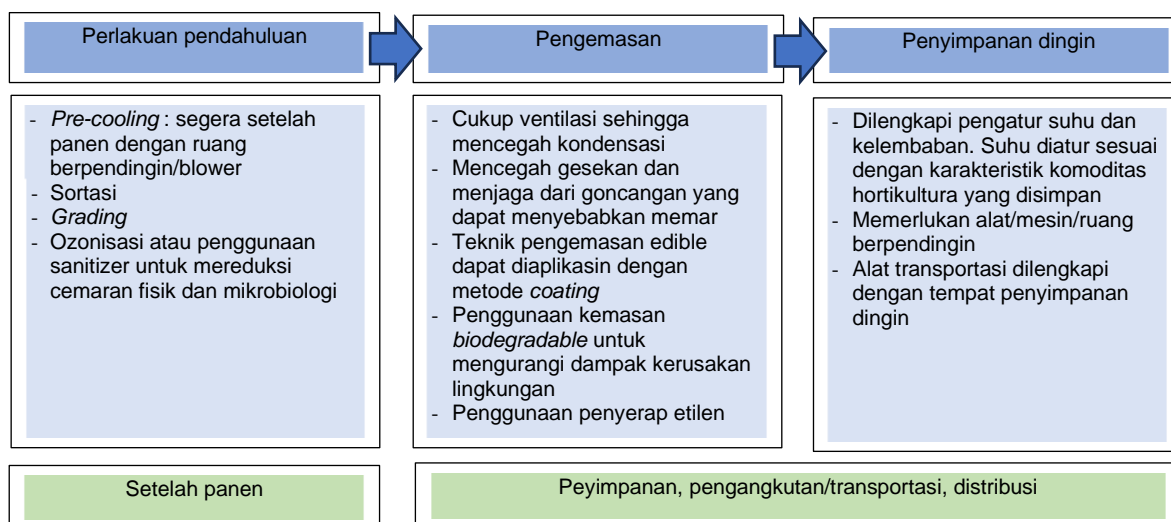 Perlakuan pendahuluan
Pengemasan
Penyimpanan dingin
- Pre-cooling : segera setelah
panen dengan ruang
berpendingin/blower
- Sortasi
- Grading
- Ozonisasi atau penggunaan
sanitizer untuk mereduksi
cemaran fisik dan mikrobiologi
- Cukup ventilasi sehingga
mencegah kondensasi
- Mencegah gesekan dan
menjaga dari goncangan yang
dapat menyebabkan memar
- Teknik pengemasan edible
dapat diaplikasin dengan
metode coating
- Penggunaan kemasan
biodegradable untuk
mengurangi dampak kerusakan
lingkungan
- Penggunaan penyerap etilen
- Dilengkapi pengatur suhu dan
kelembaban. Suhu diatur sesuai
dengan karakteristik komoditas
hortikultura yang disimpan
- Memerlukan alat/mesin/ruang
berpendingin
- Alat transportasi dilengkapi
dengan tempat penyimpanan
dingin
Setelah panen
Peyimpanan, pengangkutan/transportasi, distribusi